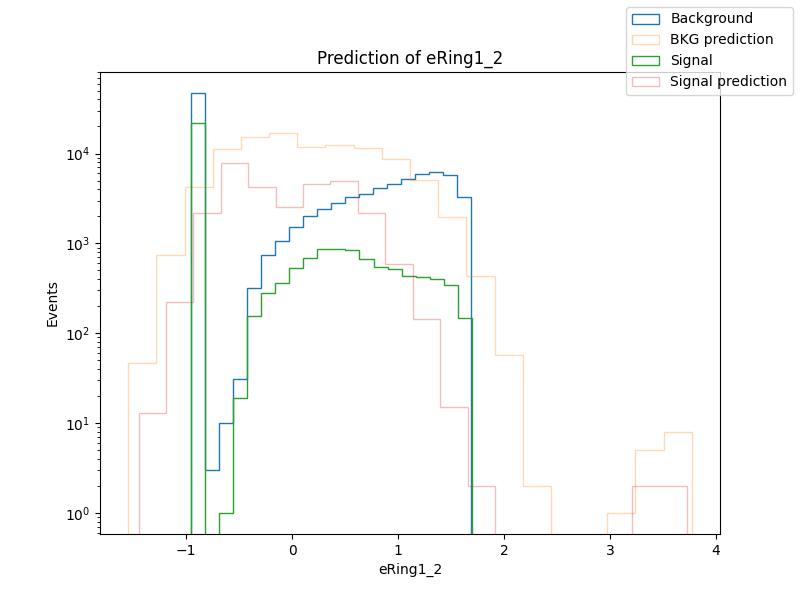 Prediction of eRing1_2
Background
BKG prediction
Signal
Signal prediction
Events
10⁴
10³
10²
10¹
10⁰
−1
0
1
2
3
4
eRing1_2